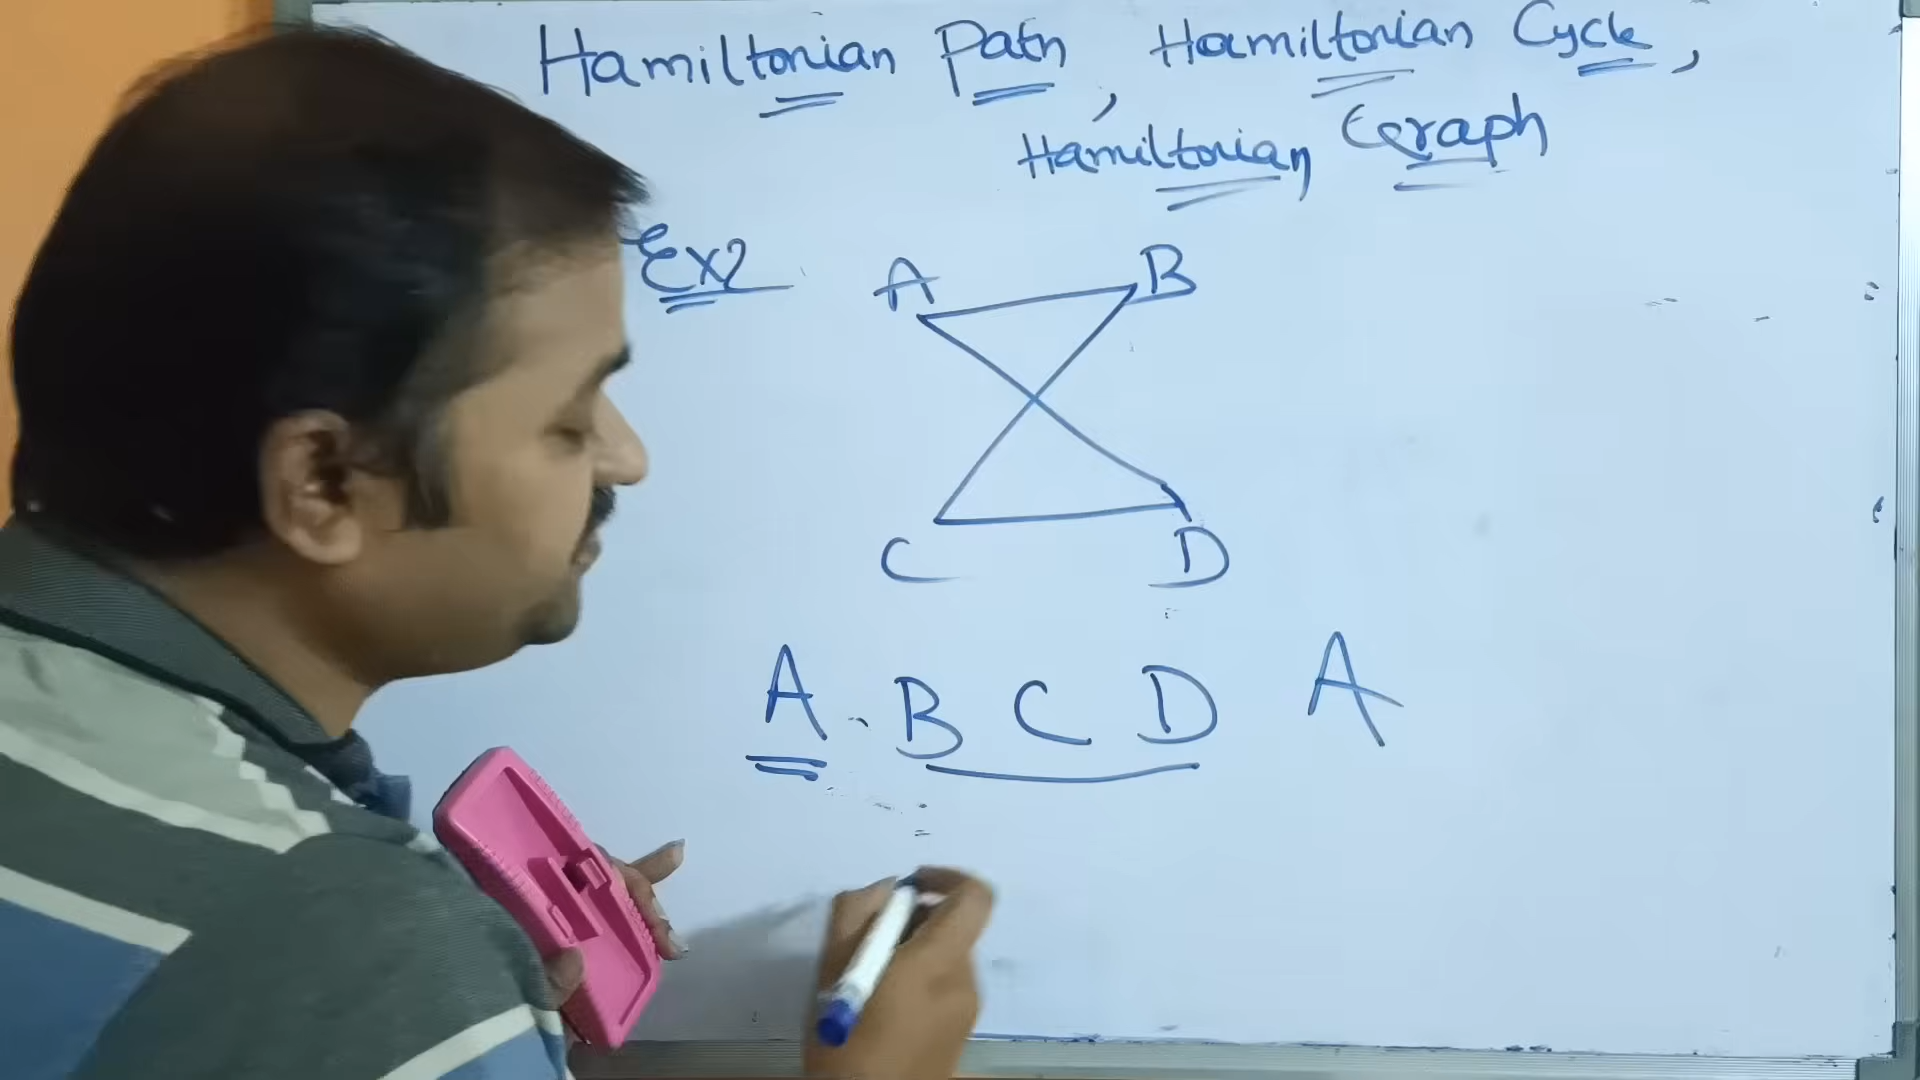 Hamiltonian Path, Hamiltonian Cycle,
Hamiltonian Graph
Ex2
A B
C D
A B C D A